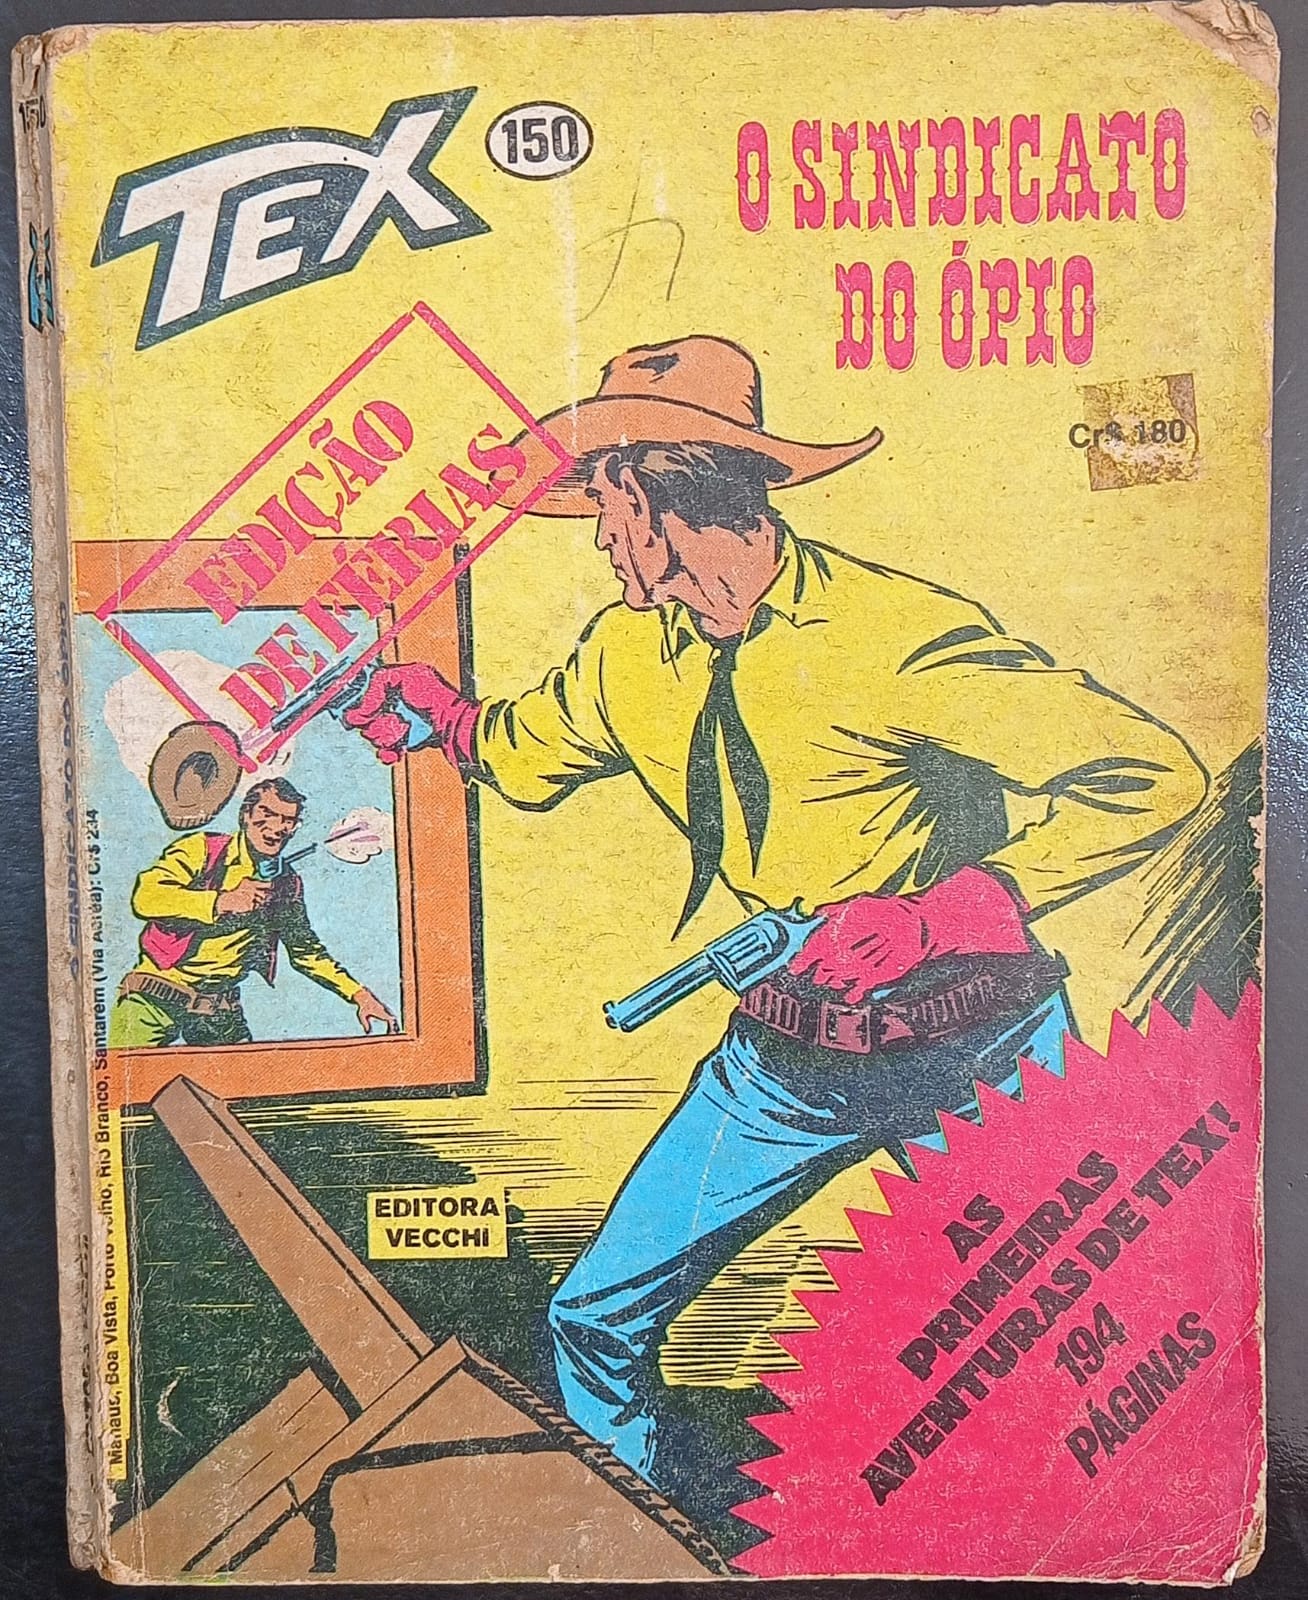 150
TEX
150
O SINDICATO
DO ÓPIO
Cr$ 180
EDIÇÃO
DE FÉRIAS
O SINDICATO DO ÓPIO
Manaus, Boa Vista, Porto Velho, Rio Branco, Santarém (Via Aérea): Cr$ 234
EDITORA
VECCHI
AS
PRIMEIRAS
AVENTURAS DE TEX!
194
PÁGINAS